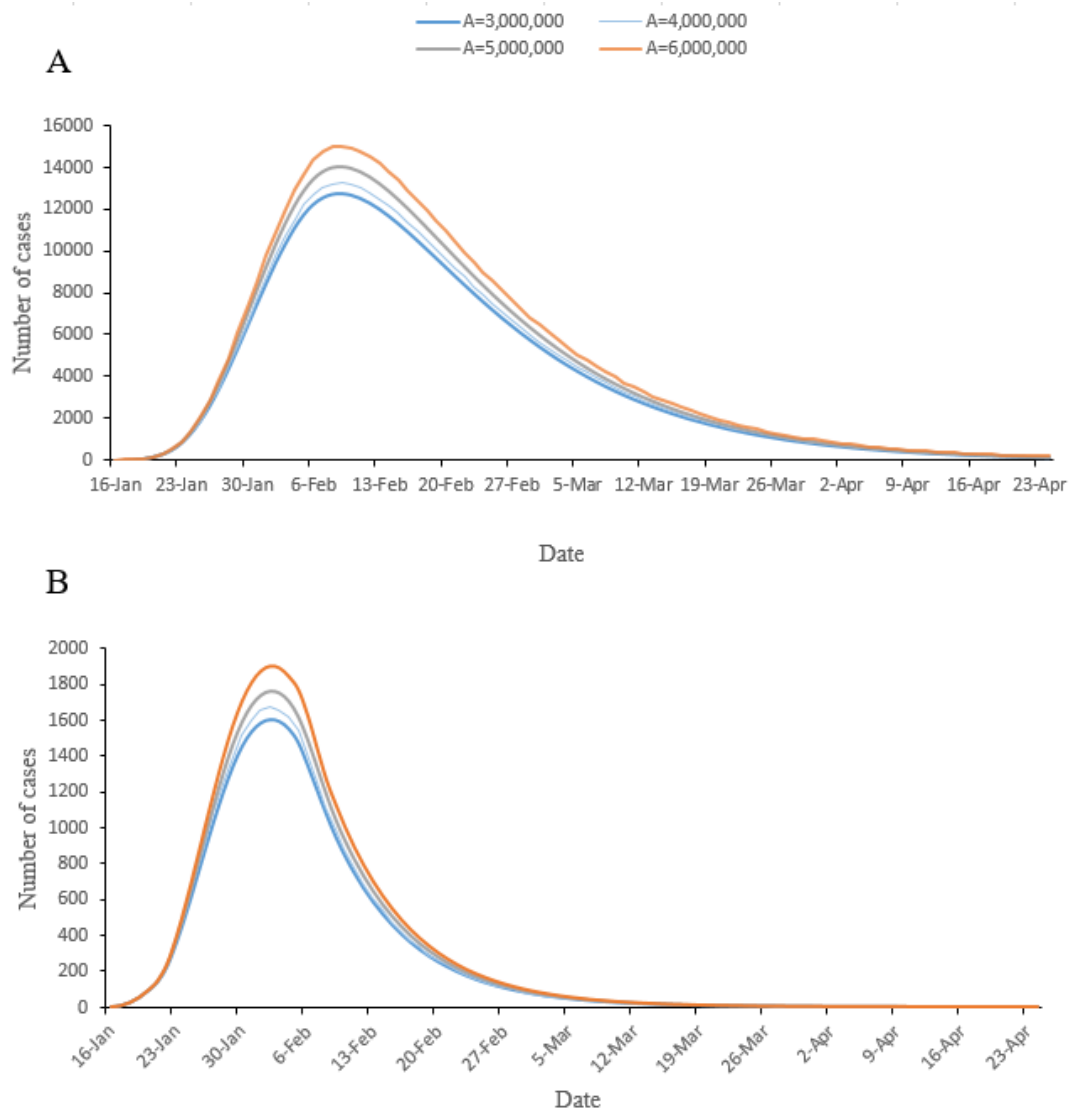 A=3,000,000 A=4,000,000
A=5,000,000 A=6,000,000
A
16000
14000
12000
10000
8000
6000
4000
2000
0
Number of cases
16-Jan 23-Jan 30-Jan 6-Feb 13-Feb 20-Feb 27-Feb 5-Mar 12-Mar 19-Mar 26-Mar 2-Apr 9-Apr 16-Apr 23-Apr
Date
B
2000
1800
1600
1400
1200
1000
800
600
400
200
0
Number of cases
16-Jan 23-Jan 30-Jan 6-Feb 13-Feb 20-Feb 27-Feb 5-Mar 12-Mar 19-Mar 26-Mar 2-Apr 9-Apr 16-Apr 23-Apr
Date